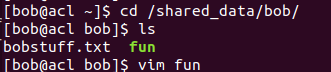 [bob@acl ~]$ cd /shared_data/bob/
[bob@acl bob]$ ls
bobstuff.txt  fun
[bob@acl bob]$ vim fun